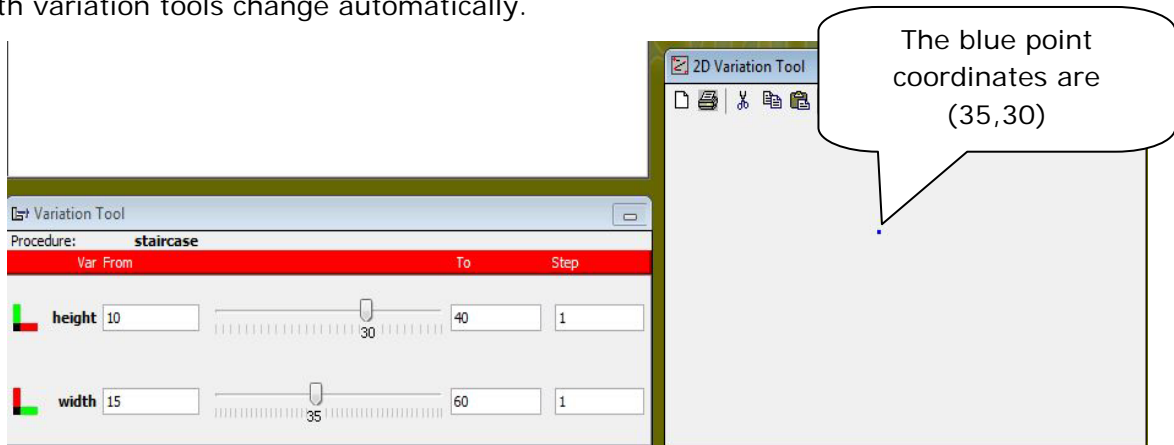 th variation tools change automatically.
The blue point
coordinates are
(35,30)
2D Variation Tool
Variation Tool
Procedure: staircase
Var From To Step
height 10 30 40 1
width 15 35 60 1